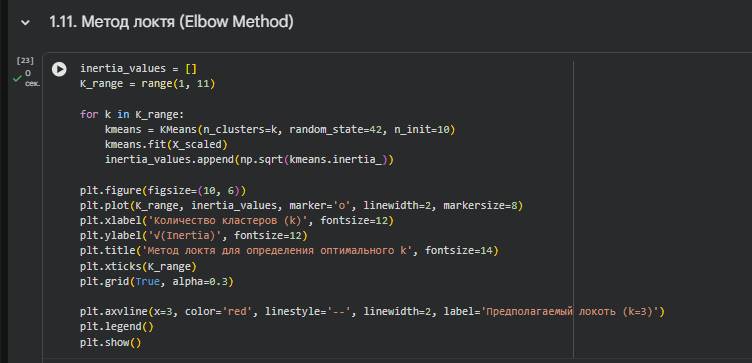 1.11. Метод локтя (Elbow Method)
[23]
0
сек.
inertia_values = []
K_range = range(1, 11)

for k in K_range:
    kmeans = KMeans(n_clusters=k, random_state=42, n_init=10)
    kmeans.fit(X_scaled)
    inertia_values.append(np.sqrt(kmeans.inertia_))

plt.figure(figsize=(10, 6))
plt.plot(K_range, inertia_values, marker='o', linewidth=2, markersize=8)
plt.xlabel('Количество кластеров (k)', fontsize=12)
plt.ylabel('√(Inertia)', fontsize=12)
plt.title('Метод локтя для определения оптимального k', fontsize=14)
plt.xticks(K_range)
plt.grid(True, alpha=0.3)

plt.axvline(x=3, color='red', linestyle='--', linewidth=2, label='Предполагаемый локоть (k=3)')
plt.legend()
plt.show()